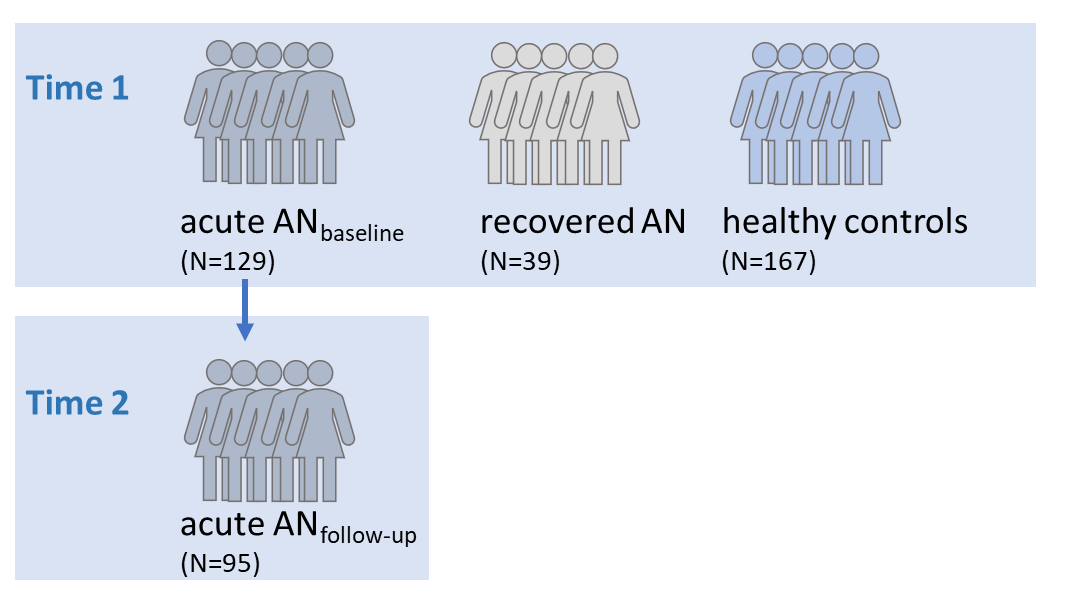 Time 1
acute ANbaseline
(N=129)
recovered AN
(N=39)
healthy controls
(N=167)
Time 2
acute ANfollow-up
(N=95)